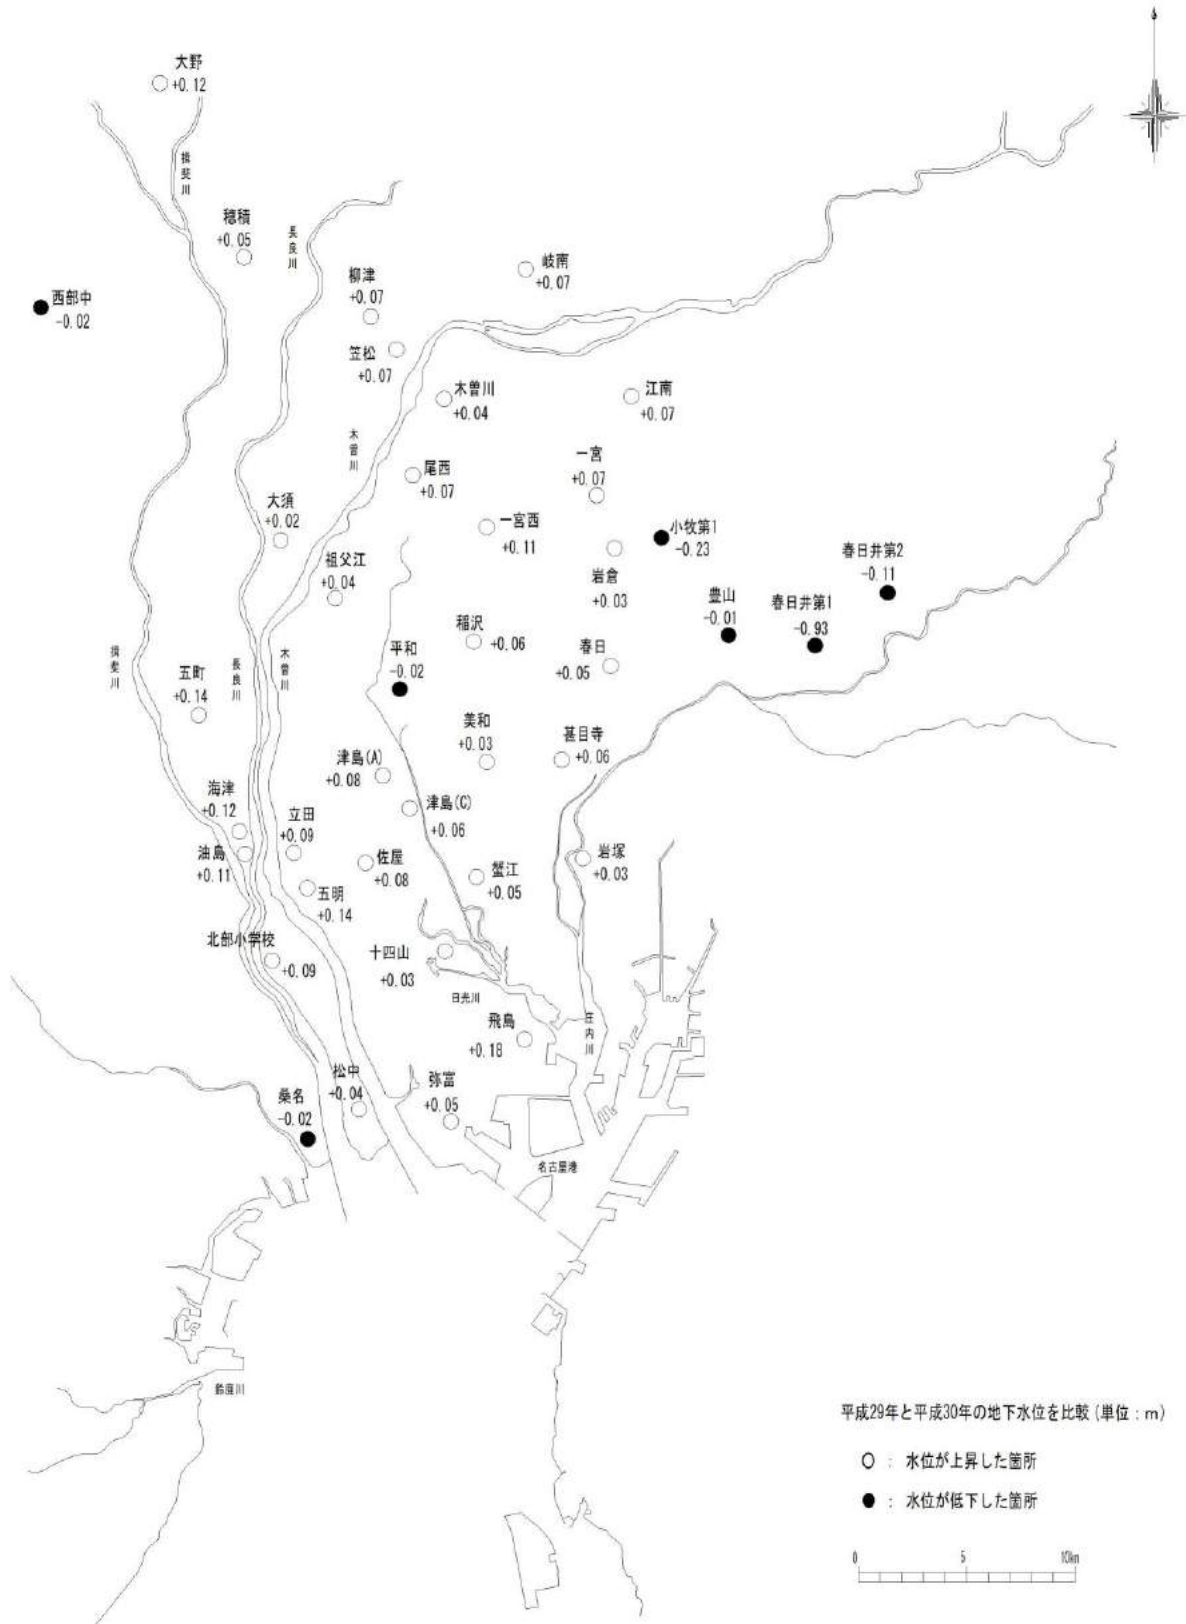 大野
+0.12
揖斐川
穂積
+0.05
長良川
岐南
+0.07
柳津
+0.07
西部中
-0.02
笠松
+0.07
木曽川
+0.04
江南
+0.07
木曽川
一宮
+0.07
尾西
+0.07
大須
+0.02
一宮西
+0.11
小牧第1
-0.23
春日井第2
-0.11
祖父江
+0.04
岩倉
+0.03
豊山
-0.01
春日井第1
-0.93
稲沢
+0.06
平和
-0.02
春日
+0.05
揖斐川
長良川
木曽川
五町
+0.14
美和
+0.03
甚目寺
+0.06
津島(A)
+0.08
海津
+0.12
津島(C)
+0.06
立田
+0.09
油島
+0.11
佐屋
+0.08
蟹江
+0.05
岩塚
+0.03
五明
+0.14
北部小学校
+0.09
十四山
+0.03
日光川
飛島
+0.18
庄内川
松中
+0.04
弥富
+0.05
桑名
-0.02
名古屋港
鈴鹿川
平成29年と平成30年の地下水位を比較(単位:m)
○ : 水位が上昇した箇所
● : 水位が低下した箇所
0 5 10km